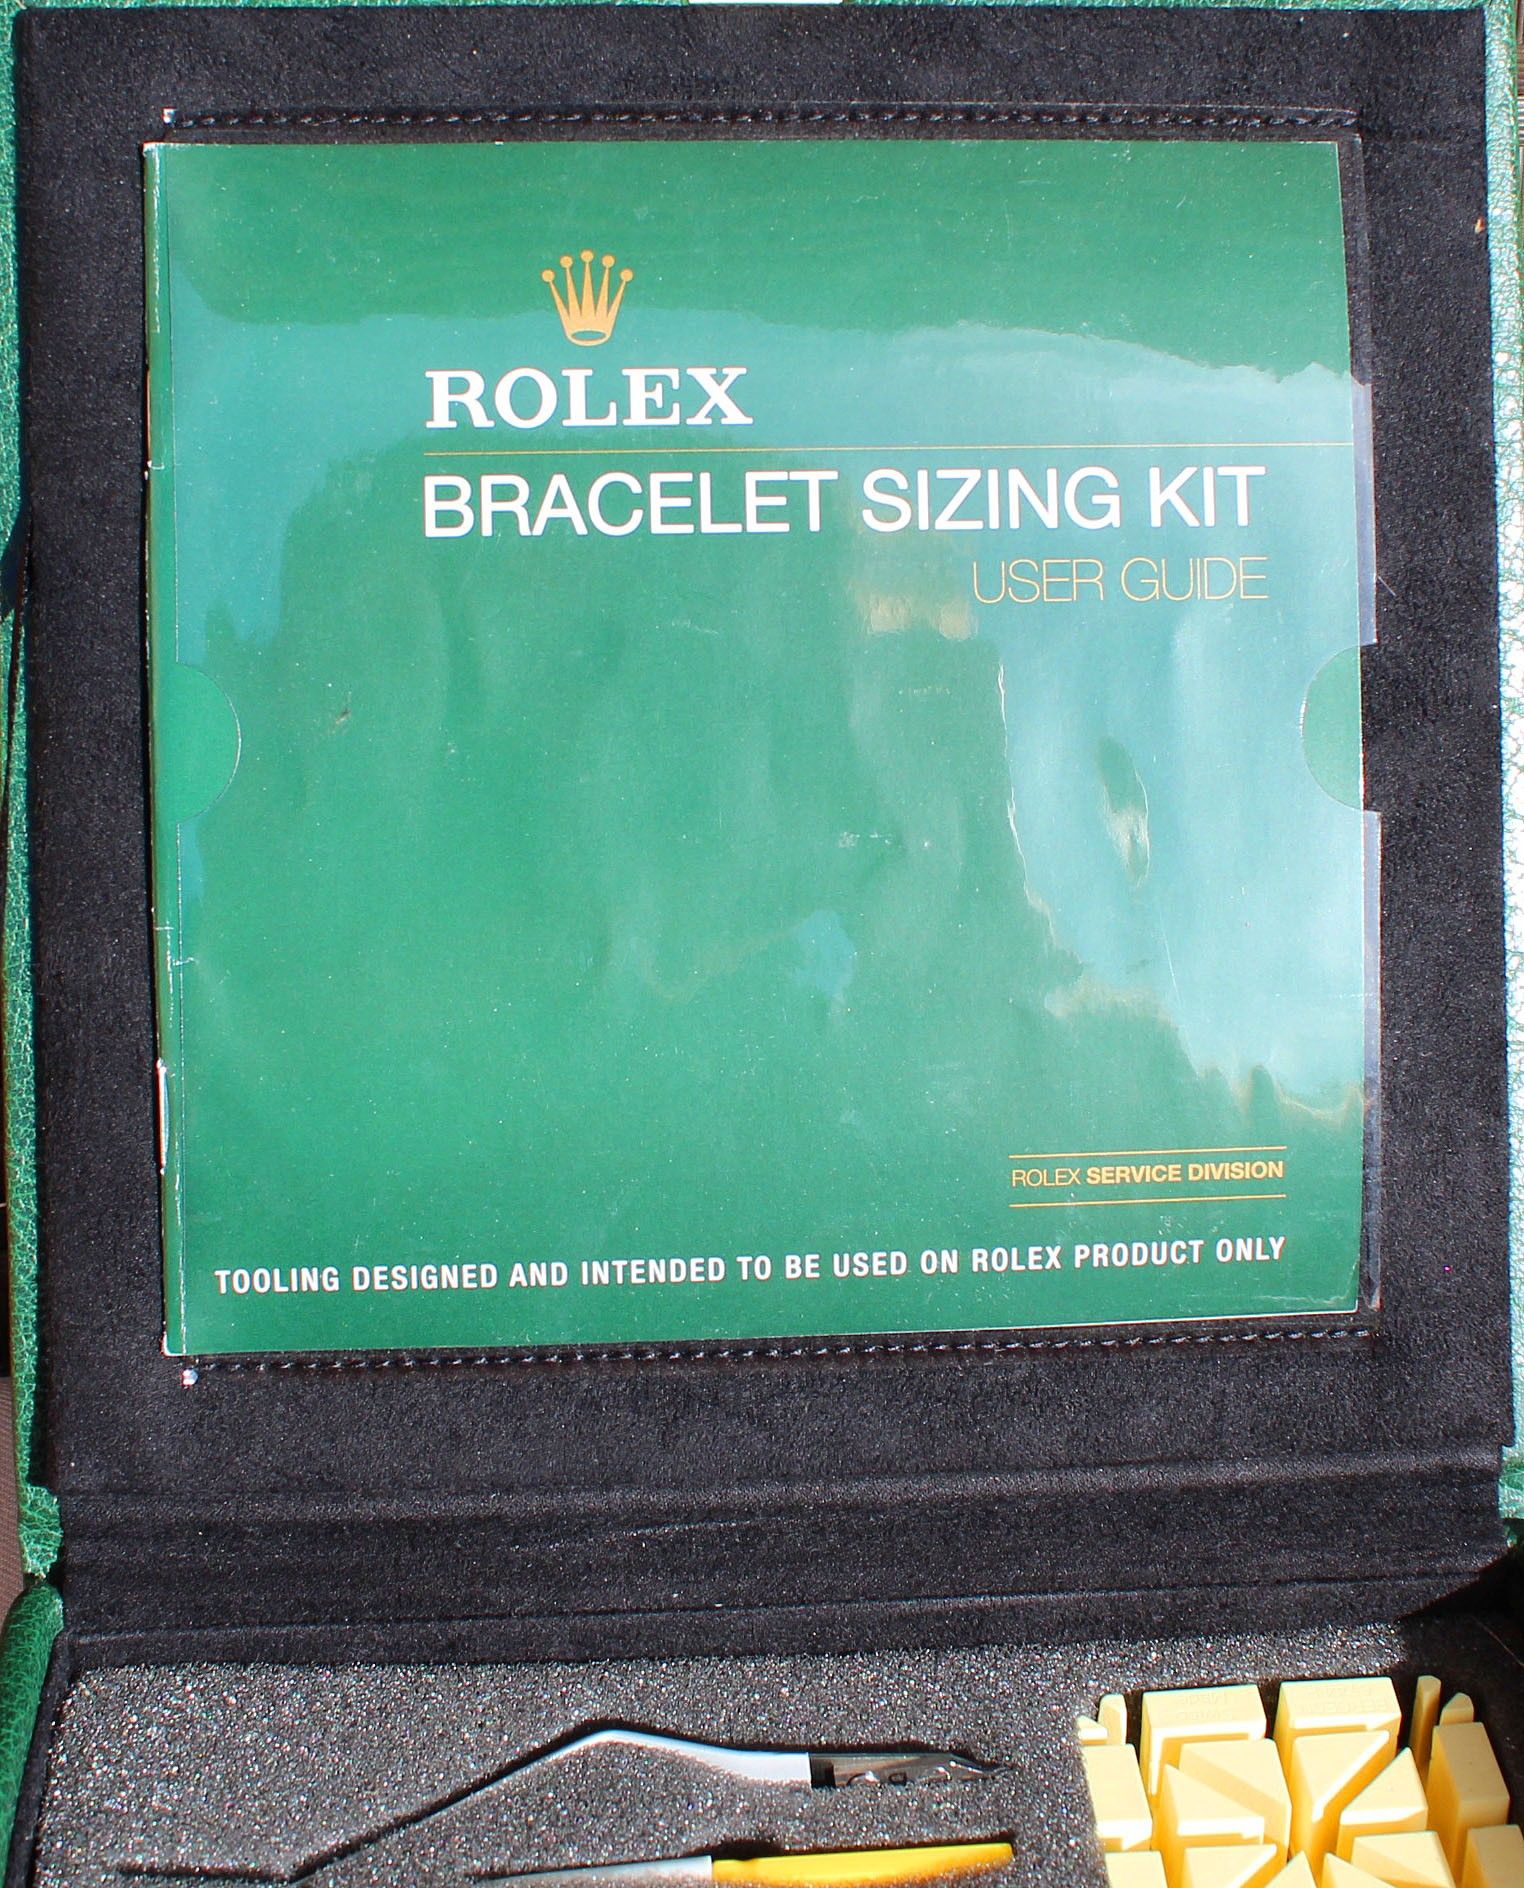 ROLEX
BRACELET SIZING KIT
USER GUIDE
ROLEX SERVICE DIVISION
TOOLING DESIGNED AND INTENDED TO BE USED ON ROLEX PRODUCT ONLY